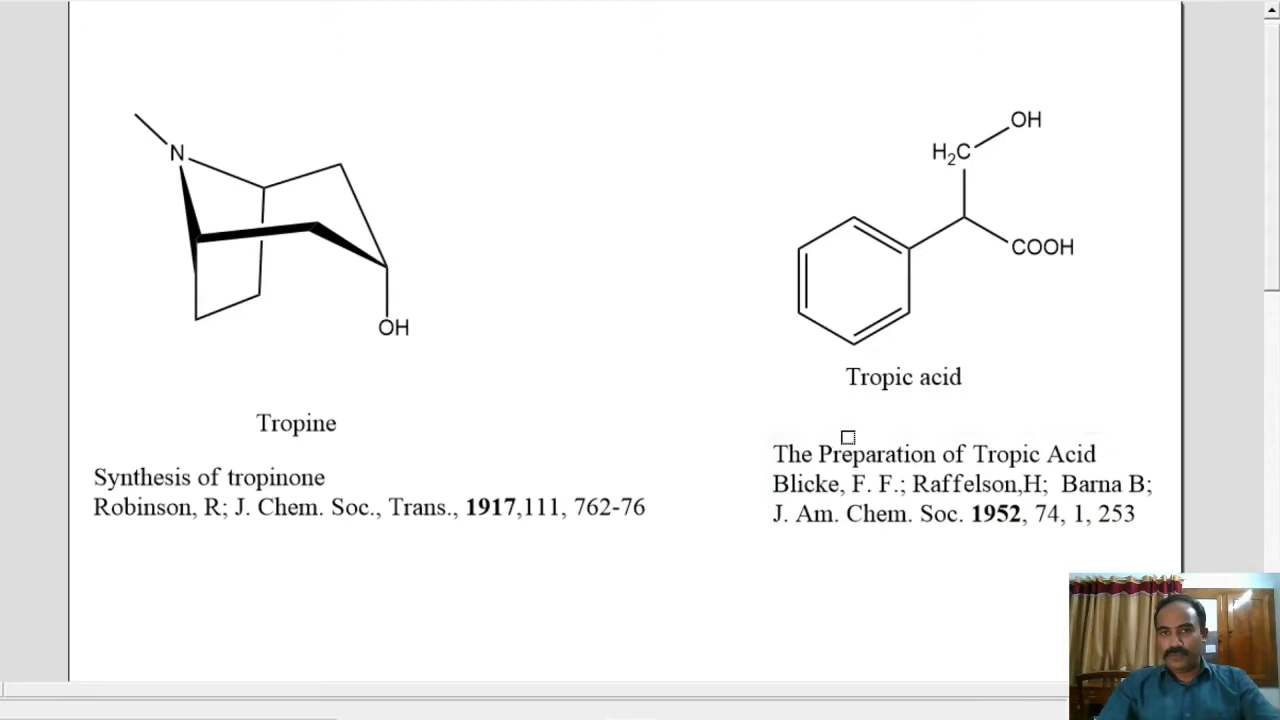 N
OH
Tropine
Synthesis of tropinone
Robinson, R; J. Chem. Soc., Trans., 1917,111, 762-76
OH
H2C
COOH
Tropic acid
The Preparation of Tropic Acid
Blicke, F. F.; Raffelson,H; Barna B;
J. Am. Chem. Soc. 1952, 74, 1, 253